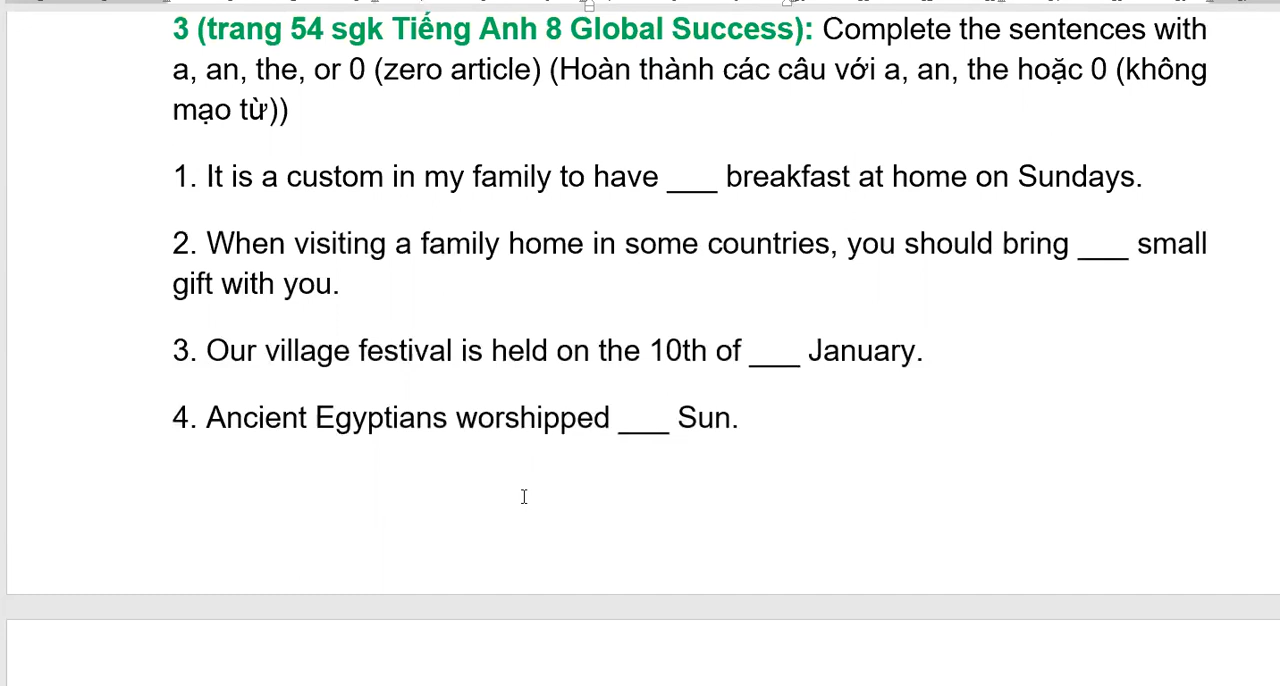 3 (trang 54 sgk Tiếng Anh 8 Global Success): Complete the sentences with
a, an, the, or 0 (zero article) (Hoàn thành các câu với a, an, the hoặc 0 (không
mạo từ))
1. It is a custom in my family to have ___ breakfast at home on Sundays.
2. When visiting a family home in some countries, you should bring ___ small
gift with you.
3. Our village festival is held on the 10th of ___ January.
4. Ancient Egyptians worshipped ___ Sun.